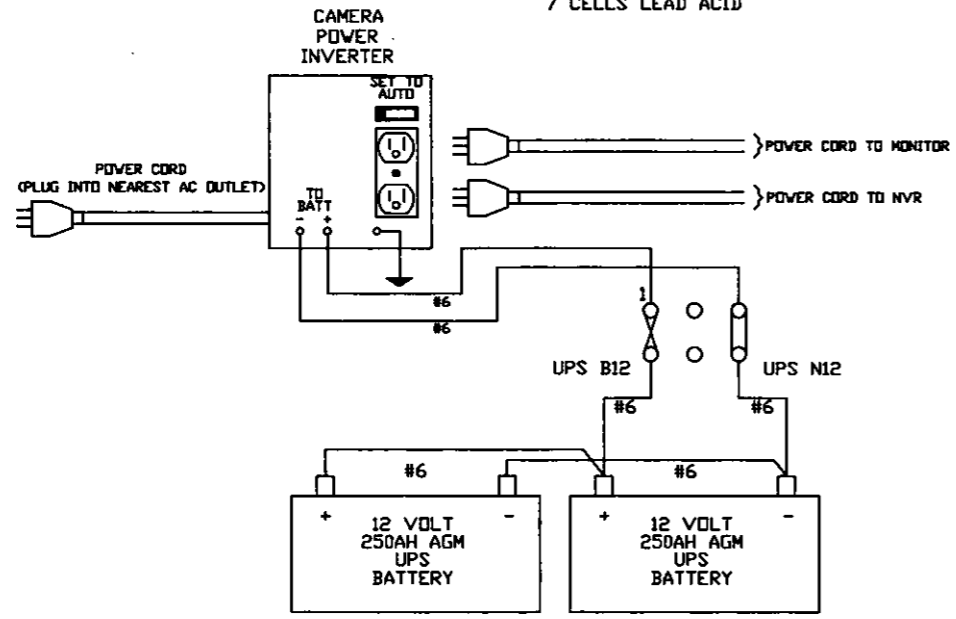 7 CELLS LEAD ACID
CAMERA
POWER
INVERTER
SET TO
AUTO
POWER CORD TO MONITOR
POWER CORD
(PLUG INTO NEAREST AC OUTLET)
TO
BATT
- +
POWER CORD TO NVR
#6
#6
1
UPS B12
UPS N12
#6
#6
#6
#6
+ -
12 VOLT
250AH AGM
UPS
BATTERY
+ -
12 VOLT
250AH AGM
UPS
BATTERY